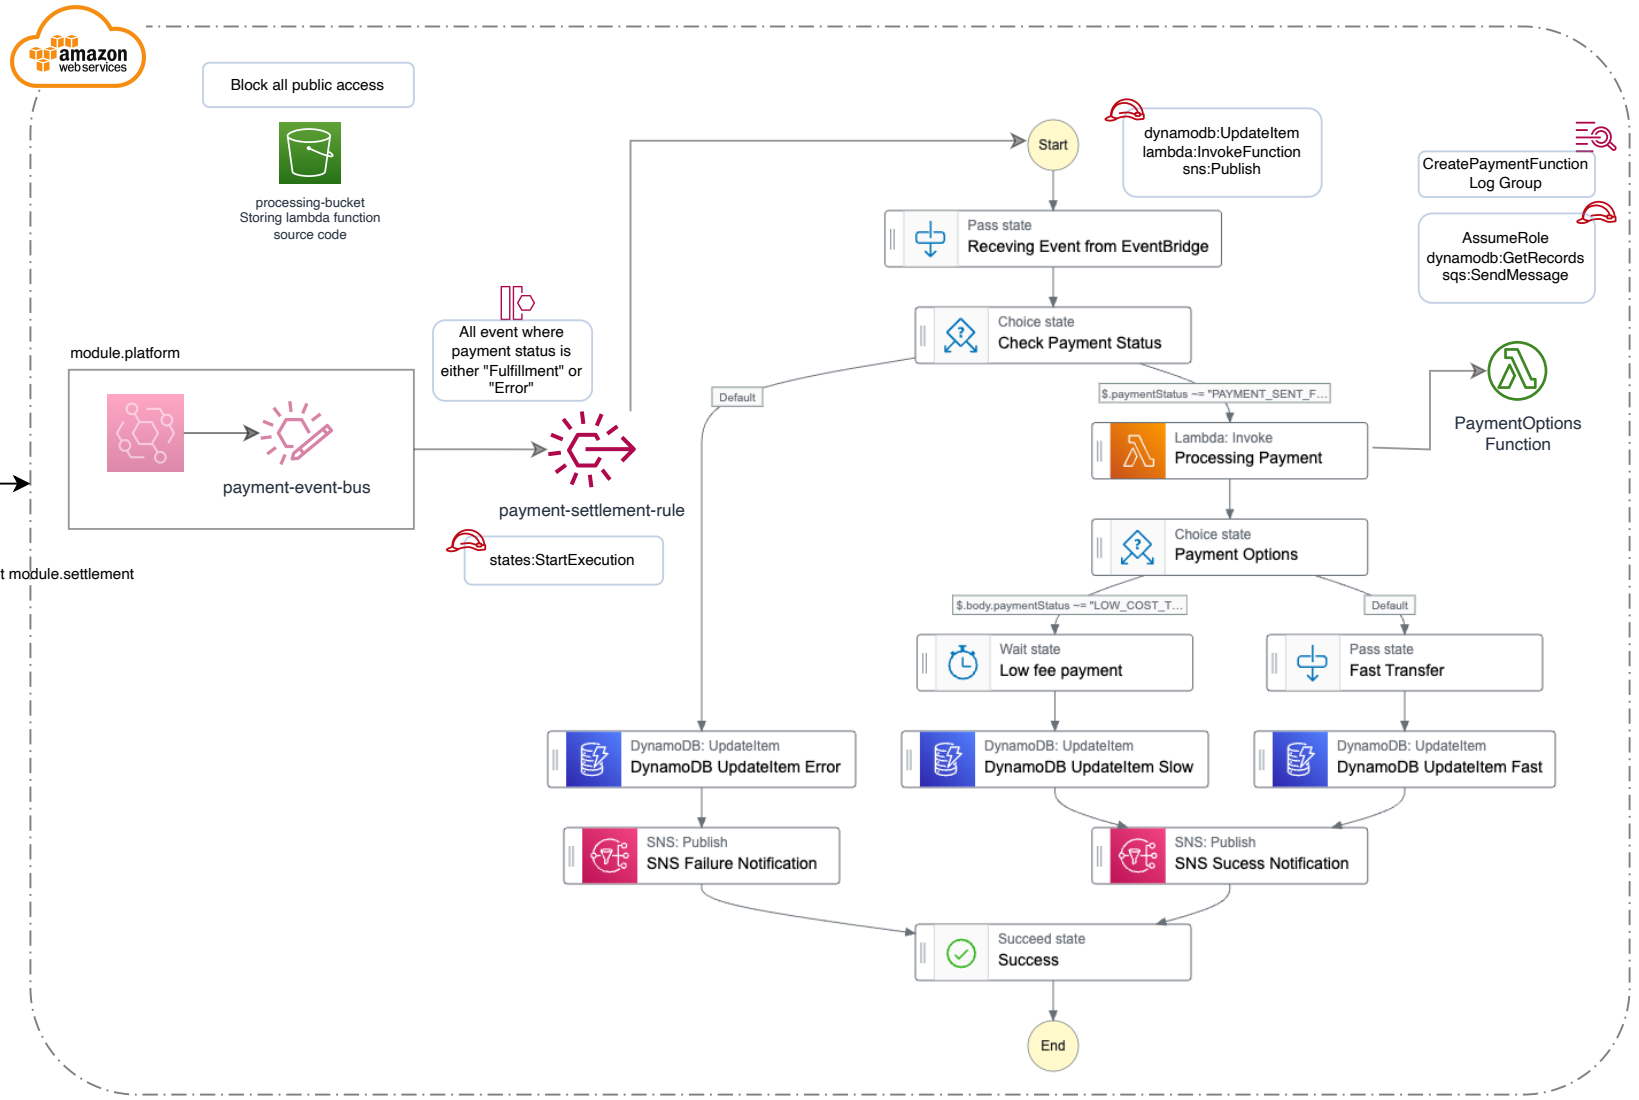 amazon
webservices
Block all public access
processing-bucket
Storing lambda function
source code
All event where
payment status is
either "Fulfillment" or
"Error"
module.platform
payment-event-bus
payment-settlement-rule
states:StartExecution
t module.settlement
Start
dynamodb:UpdateItem
lambda:InvokeFunction
sns:Publish
CreatePaymentFunction
Log Group
AssumeRole
dynamodb:GetRecords
sqs:SendMessage
Pass state
Receving Event from EventBridge
Choice state
Check Payment Status
Default
$.paymentStatus ~= "PAYMENT_SENT_F...
Lambda: Invoke
Processing Payment
PaymentOptions
Function
Choice state
Payment Options
$.body.paymentStatus ~= "LOW_COST_T...
Default
Wait state
Low fee payment
Pass state
Fast Transfer
DynamoDB: UpdateItem
DynamoDB UpdateItem Error
DynamoDB: UpdateItem
DynamoDB UpdateItem Slow
DynamoDB: UpdateItem
DynamoDB UpdateItem Fast
SNS: Publish
SNS Failure Notification
SNS: Publish
SNS Sucess Notification
Succeed state
Success
End